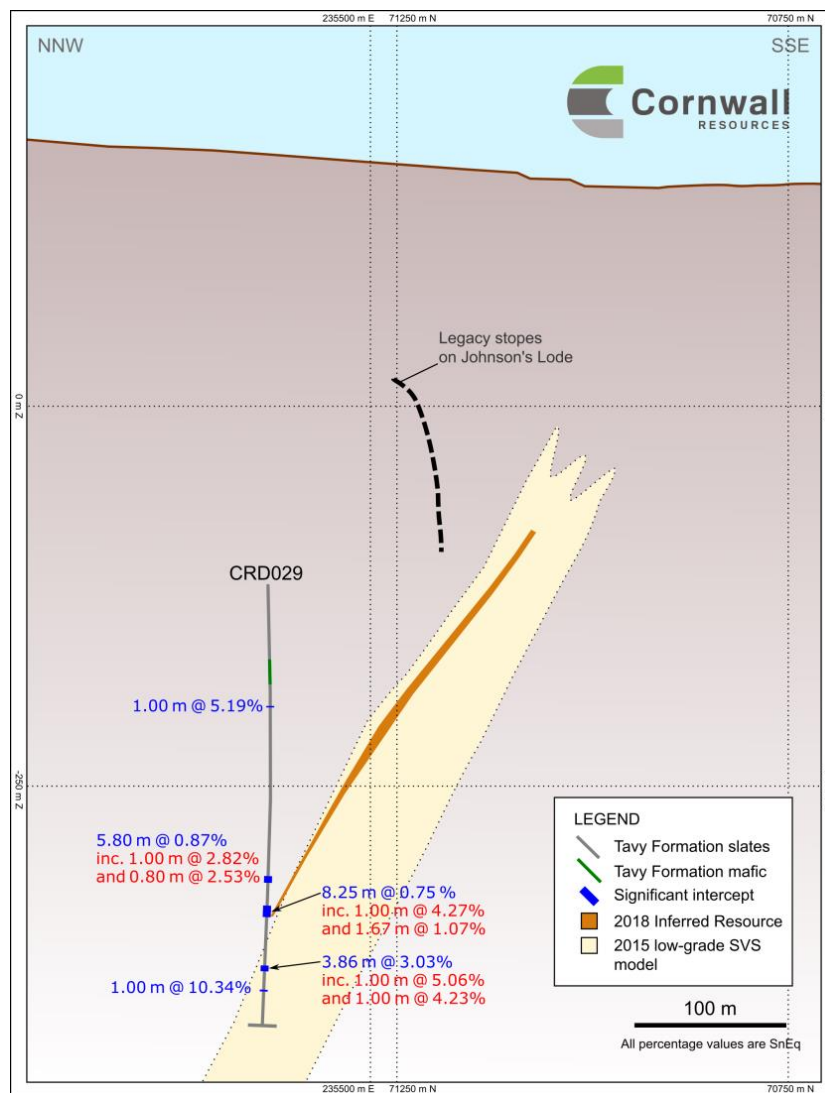 235500 m E 71250 m N 70750 m N
NNW SSE
Cornwall
RESOURCES
Legacy stopes
on Johnson's Lode
0 m Z
CRD029
1.00 m @ 5.19%
-250 m Z
5.80 m @ 0.87%
inc. 1.00 m @ 2.82%
and 0.80 m @ 2.53%
8.25 m @ 0.75 %
inc. 1.00 m @ 4.27%
and 1.67 m @ 1.07%
3.86 m @ 3.03%
inc. 1.00 m @ 5.06%
and 1.00 m @ 4.23%
1.00 m @ 10.34%
LEGEND
Tavy Formation slates
Tavy Formation mafic
Significant intercept
2018 Inferred Resource
2015 low-grade SVS
model
100 m
All percentage values are SnEq
235500 m E 71250 m N 70750 m N